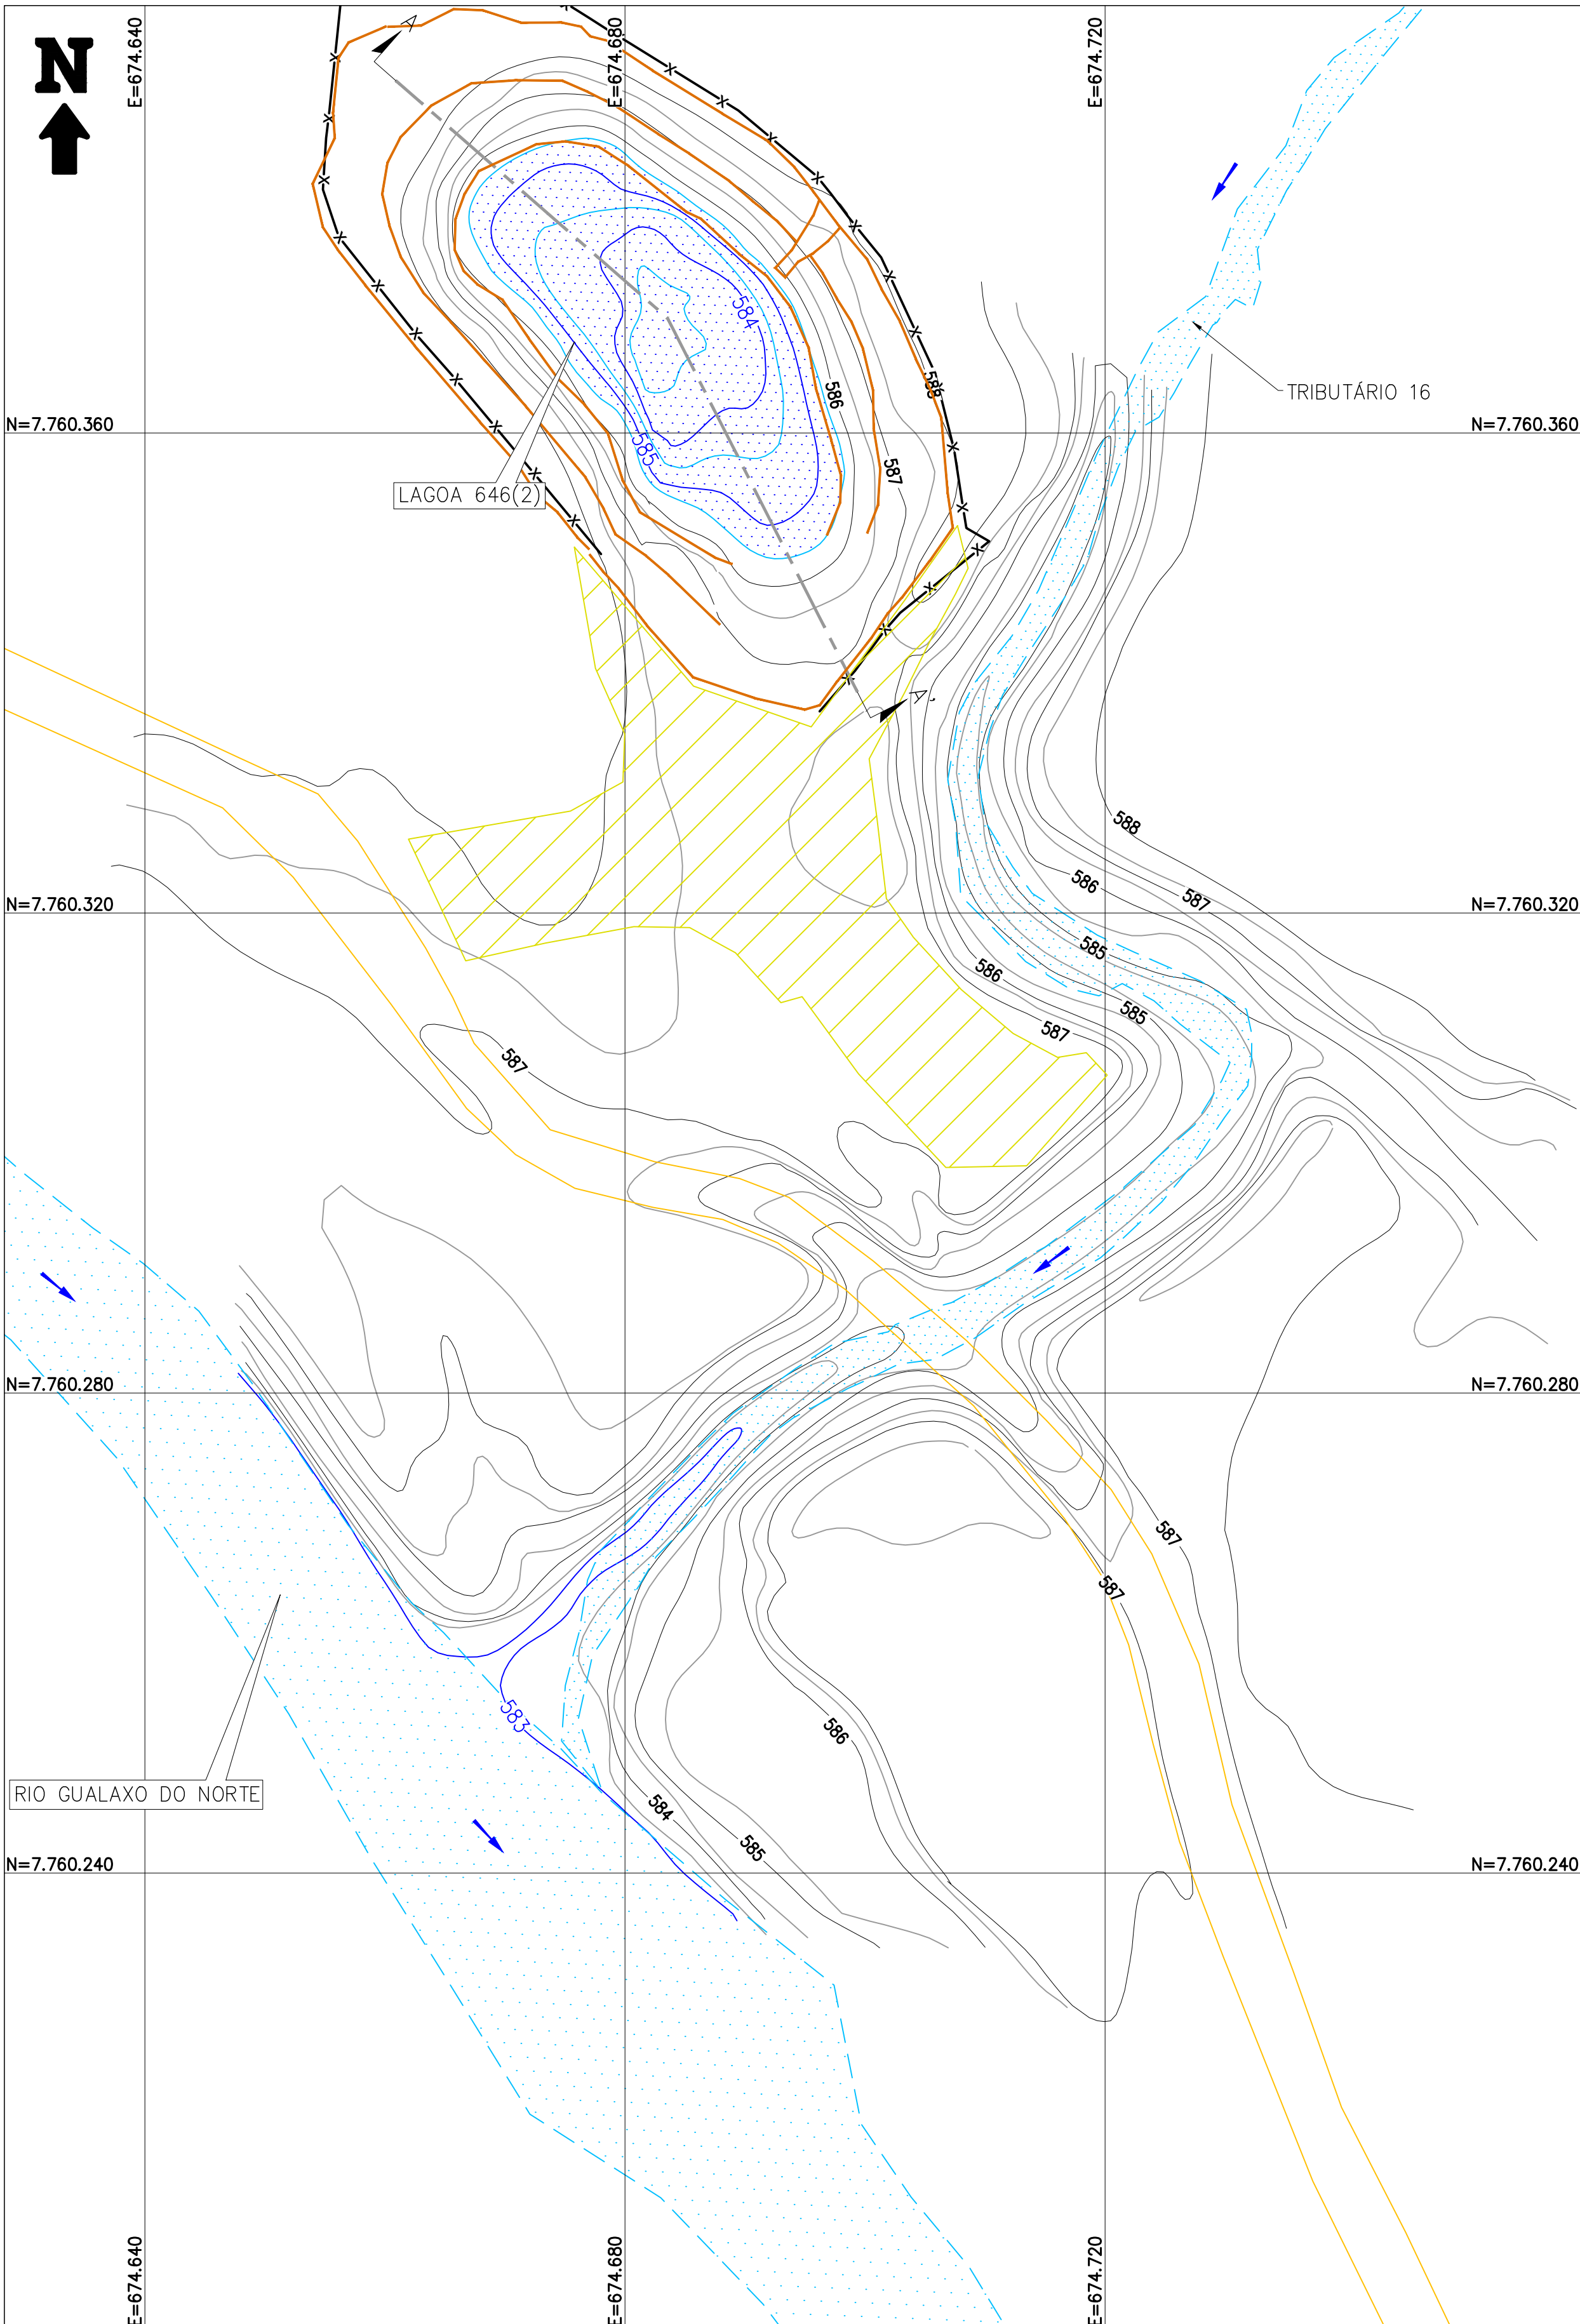 N
E=674.640
A
E=674.680
E=674.720
584
TRIBUTÁRIO 16
588
586
N=7.760.360
N=7.760.360
585
587
LAGOA 646(2)
A'
588
586
587
N=7.760.320
N=7.760.320
585
586
585
587
587
N=7.760.280
N=7.760.280
587
587
583
586
RIO GUALAXO DO NORTE
584
585
N=7.760.240
N=7.760.240
E=674.640
E=674.680
E=674.720